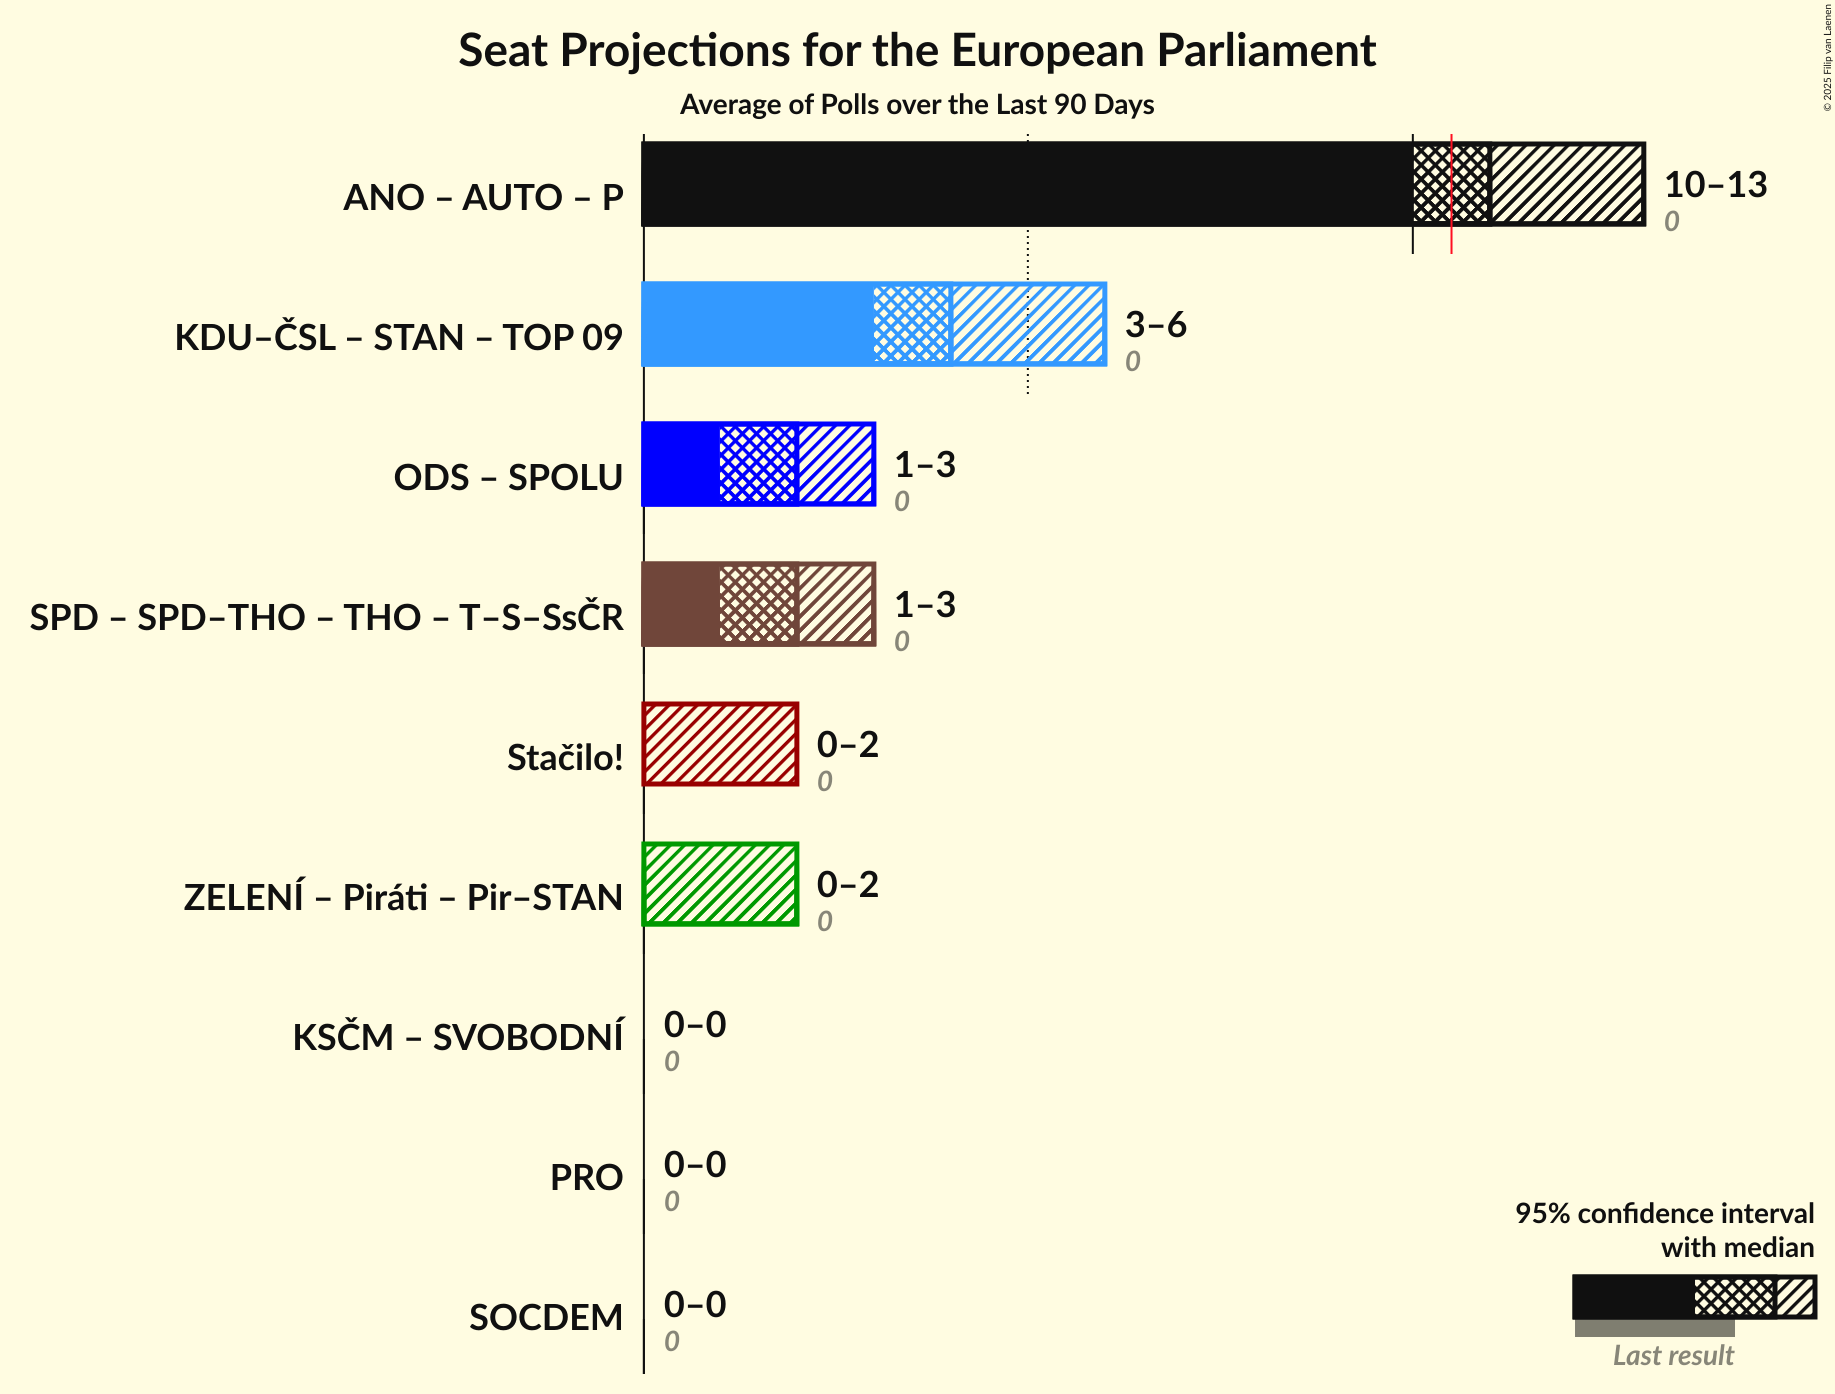 Seat Projections for the European Parliament
Average of Polls over the Last 90 Days
© 2025 Filip van Laenen
ANO – AUTO – P
10–13
0
KDU–ČSL – STAN – TOP 09
3–6
0
ODS – SPOLU
1–3
0
SPD – SPD–THO – THO – T–S–SsČR
1–3
0
Stačilo!
0–2
0
ZELENÍ – Piráti – Pir–STAN
0–2
0
KSČM – SVOBODNÍ
0–0
0
PRO
0–0
0
SOCDEM
0–0
0
95% confidence interval
with median
Last result